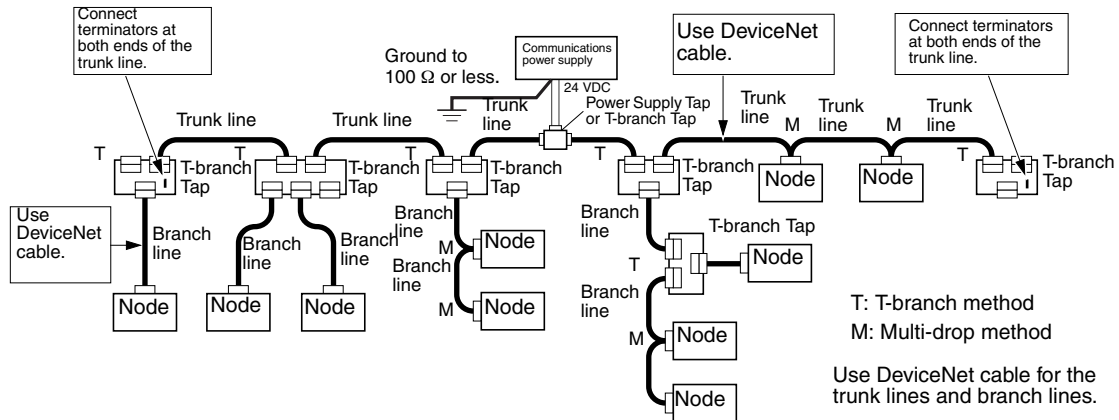 Connect
terminators at
both ends of the
trunk line.
Ground to
100 Ω or less.
Communications
power supply
24 VDC
Power Supply Tap
or T-branch Tap
Use DeviceNet
cable.
Connect terminators
at both ends of the
trunk line.
Trunk line
Trunk line
Trunk
line
Trunk
line
M
Trunk
line
M
Trunk
line
T
T-branch
Tap
T
T-branch
Tap
T
T-branch
Tap
T
T-branch
Tap
Node
Node
T
T-branch
Tap
Use
DeviceNet
cable.
Branch
line
Branch
line
Branch
line
Branch
line
M
Node
Branch
line
M
Node
Node
Node
Node
Branch
line
T-branch Tap
T
Node
Branch
line
M
Node
Node
T: T-branch method
M: Multi-drop method
Use DeviceNet cable for the
trunk lines and branch lines.